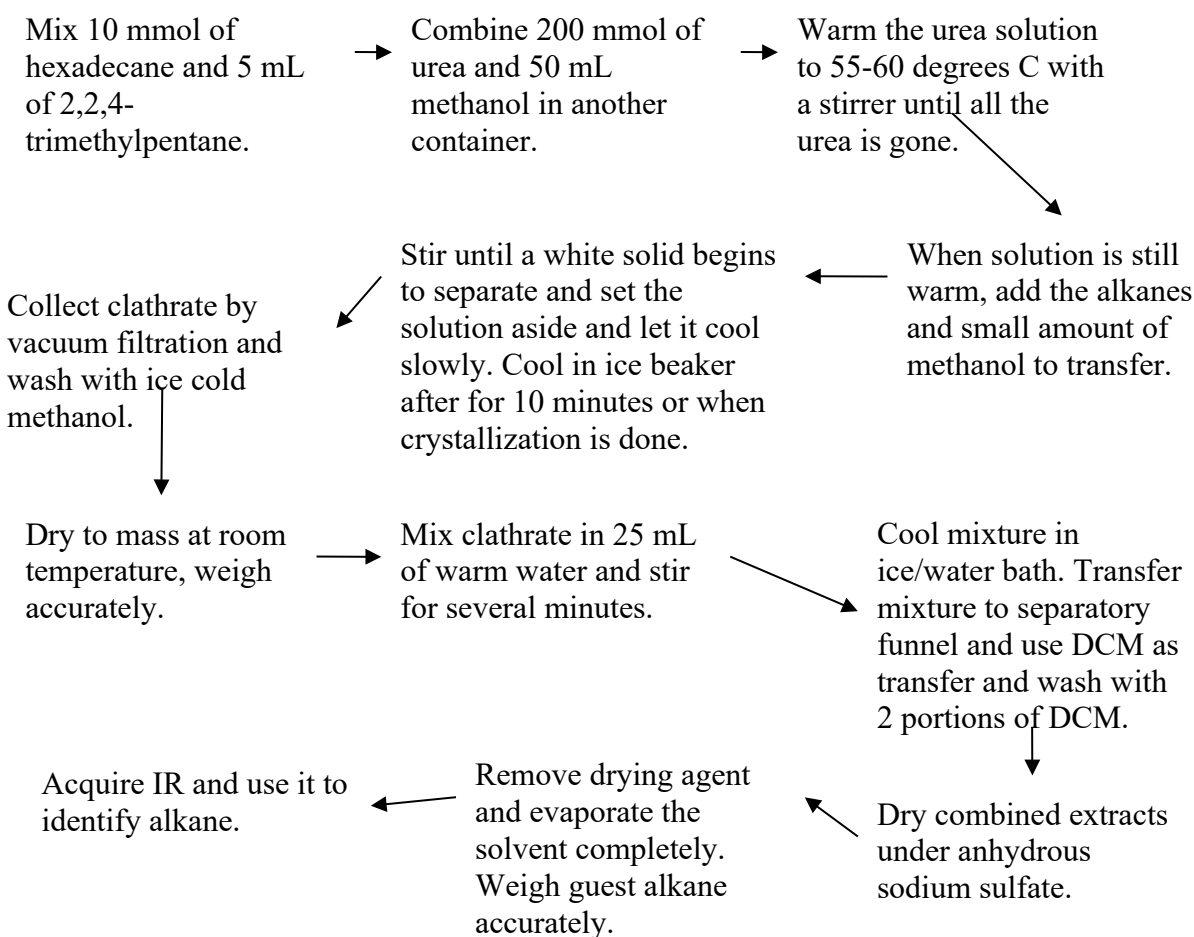 Mix 10 mmol of
hexadecane and 5 mL
of 2,2,4-
trimethylpentane.
Combine 200 mmol of
urea and 50 mL
methanol in another
container.
Warm the urea solution
to 55-60 degrees C with
a stirrer until all the
urea is gone.
When solution is still
warm, add the alkanes
and small amount of
methanol to transfer.
Stir until a white solid begins
to separate and set the
solution aside and let it cool
slowly. Cool in ice beaker
after for 10 minutes or when
crystallization is done.
Collect clathrate by
vacuum filtration and
wash with ice cold
methanol.
Dry to mass at room
temperature, weigh
accurately.
Mix clathrate in 25 mL
of warm water and stir
for several minutes.
Cool mixture in
ice/water bath. Transfer
mixture to separatory
funnel and use DCM as
transfer and wash with
2 portions of DCM.
Dry combined extracts
under anhydrous
sodium sulfate.
Remove drying agent
and evaporate the
solvent completely.
Weigh guest alkane
accurately.
Acquire IR and use it to
identify alkane.